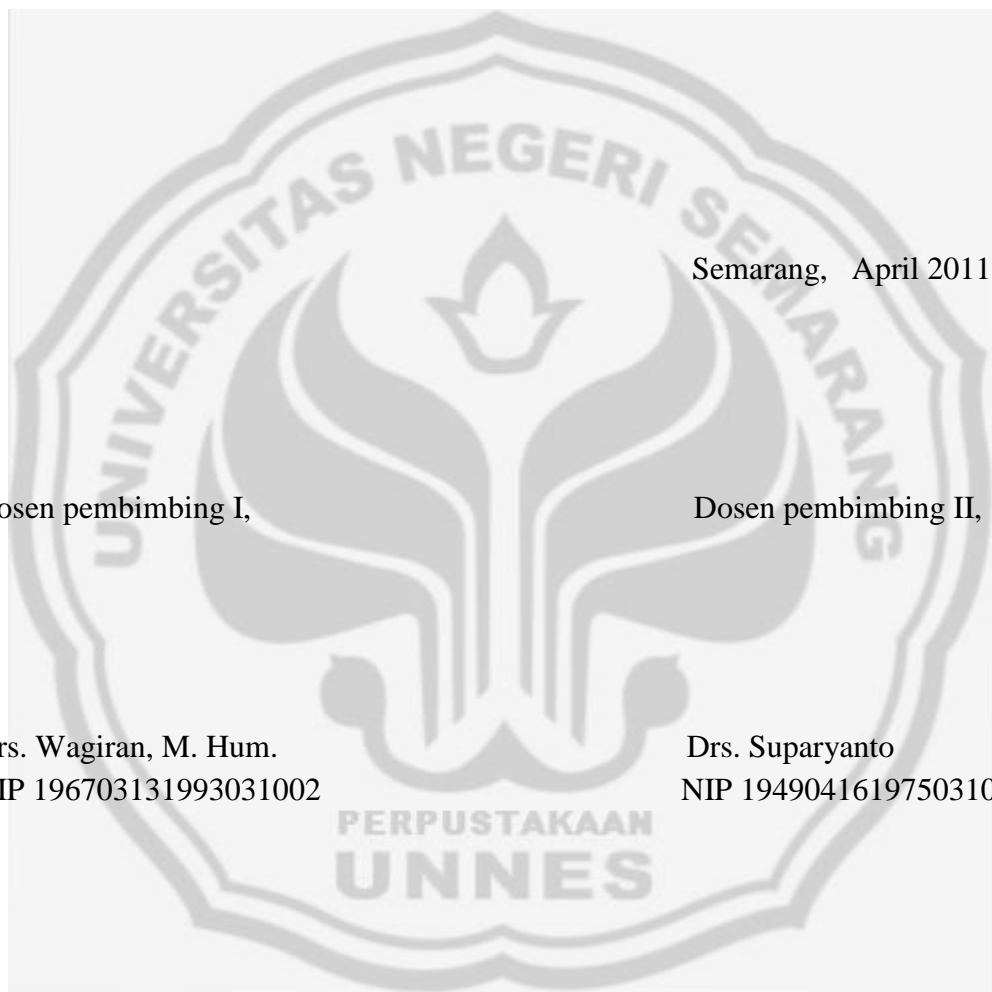 UNIVERSITAS NEGERI SEMARANG
Semarang, April 2011
osen pembimbing I, Dosen pembimbing II,
rs. Wagiran, M. Hum. Drs. Suparyanto
IP 196703131993031002 NIP 1949041619750310
PERPUSTAKAAN
UNNES